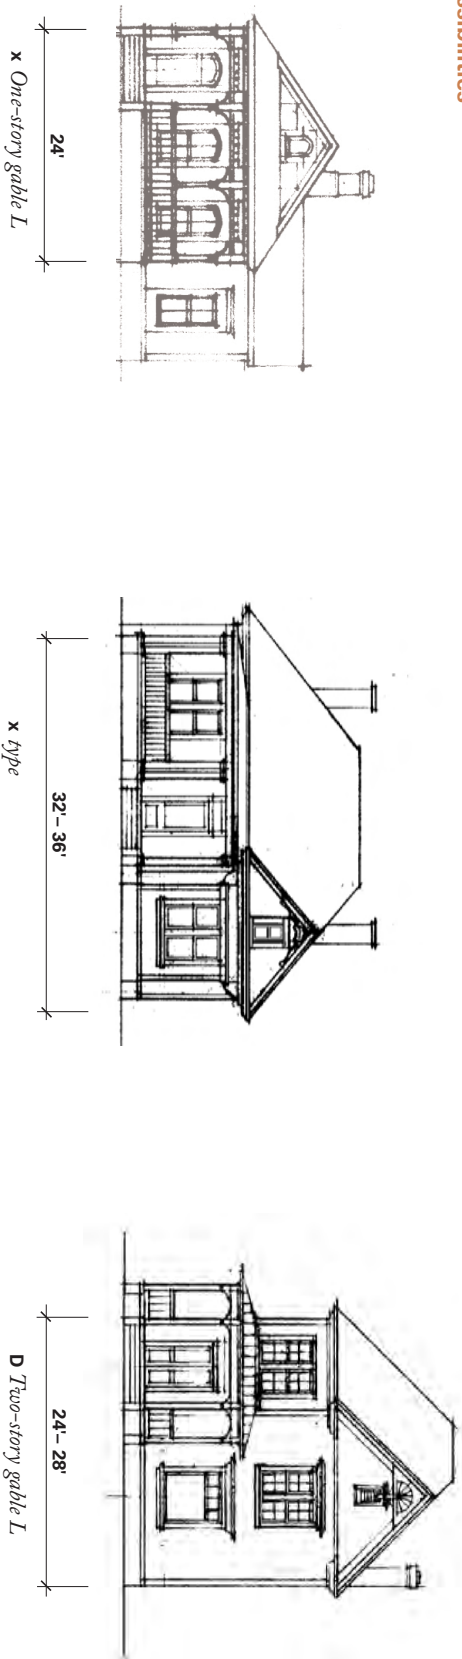 24'
x One-story gable L
32'– 36'
x type
24'– 28'
D Two-story gable L